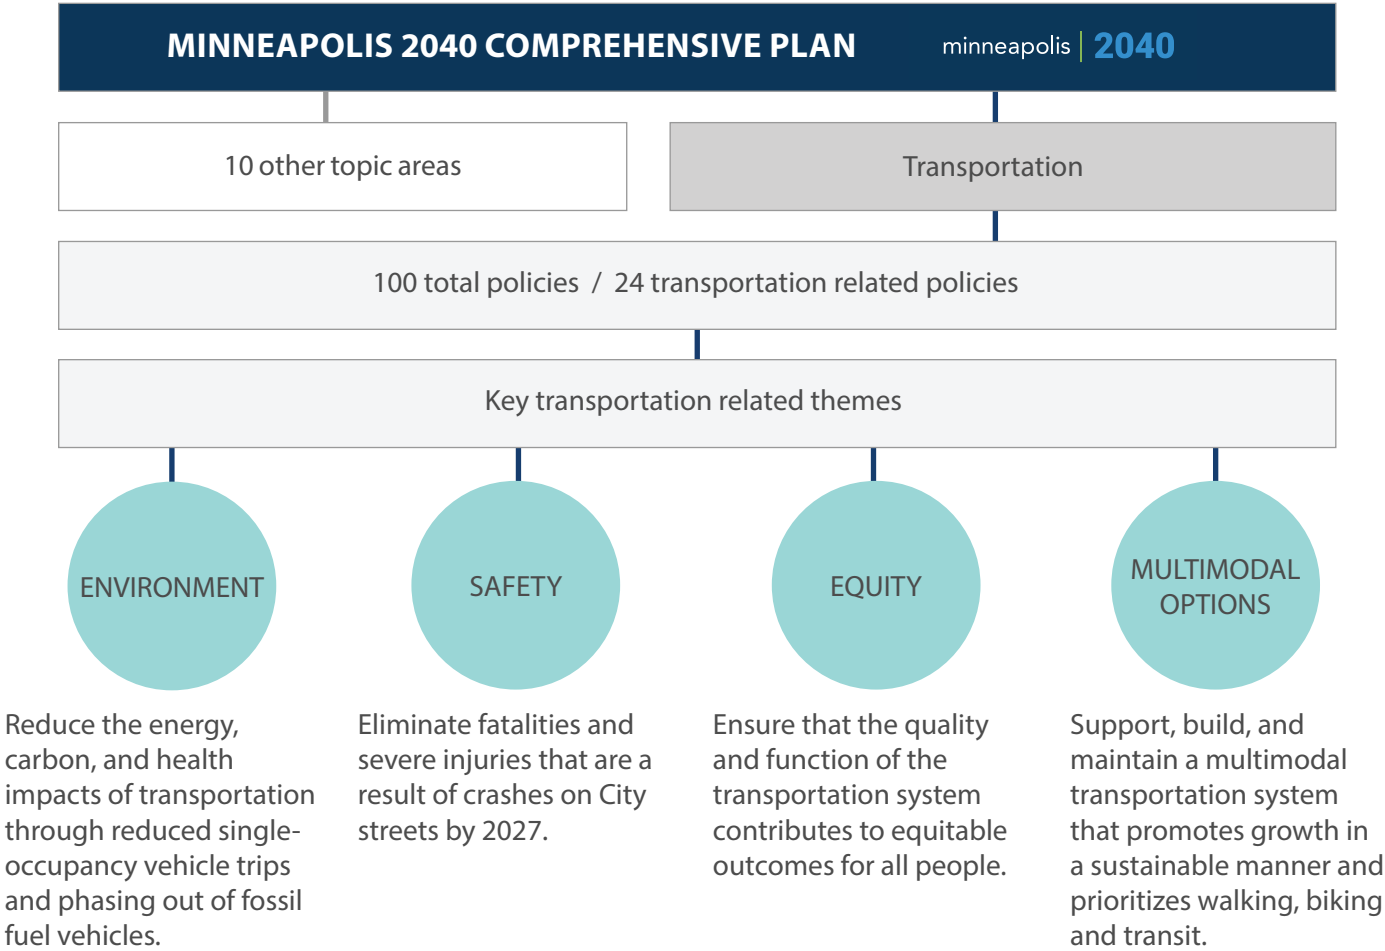 MINNEAPOLIS 2040 COMPREHENSIVE PLAN
minneapolis | 2040
10 other topic areas
Transportation
100 total policies / 24 transportation related policies
Key transportation related themes
ENVIRONMENT
Reduce the energy,
carbon, and health
impacts of transportation
through reduced single-
occupancy vehicle trips
and phasing out of fossil
fuel vehicles.
SAFETY
Eliminate fatalities and
severe injuries that are a
result of crashes on City
streets by 2027.
EQUITY
Ensure that the quality
and function of the
transportation system
contributes to equitable
outcomes for all people.
MULTIMODAL
OPTIONS
Support, build, and
maintain a multimodal
transportation system
that promotes growth in
a sustainable manner and
prioritizes walking, biking
and transit.